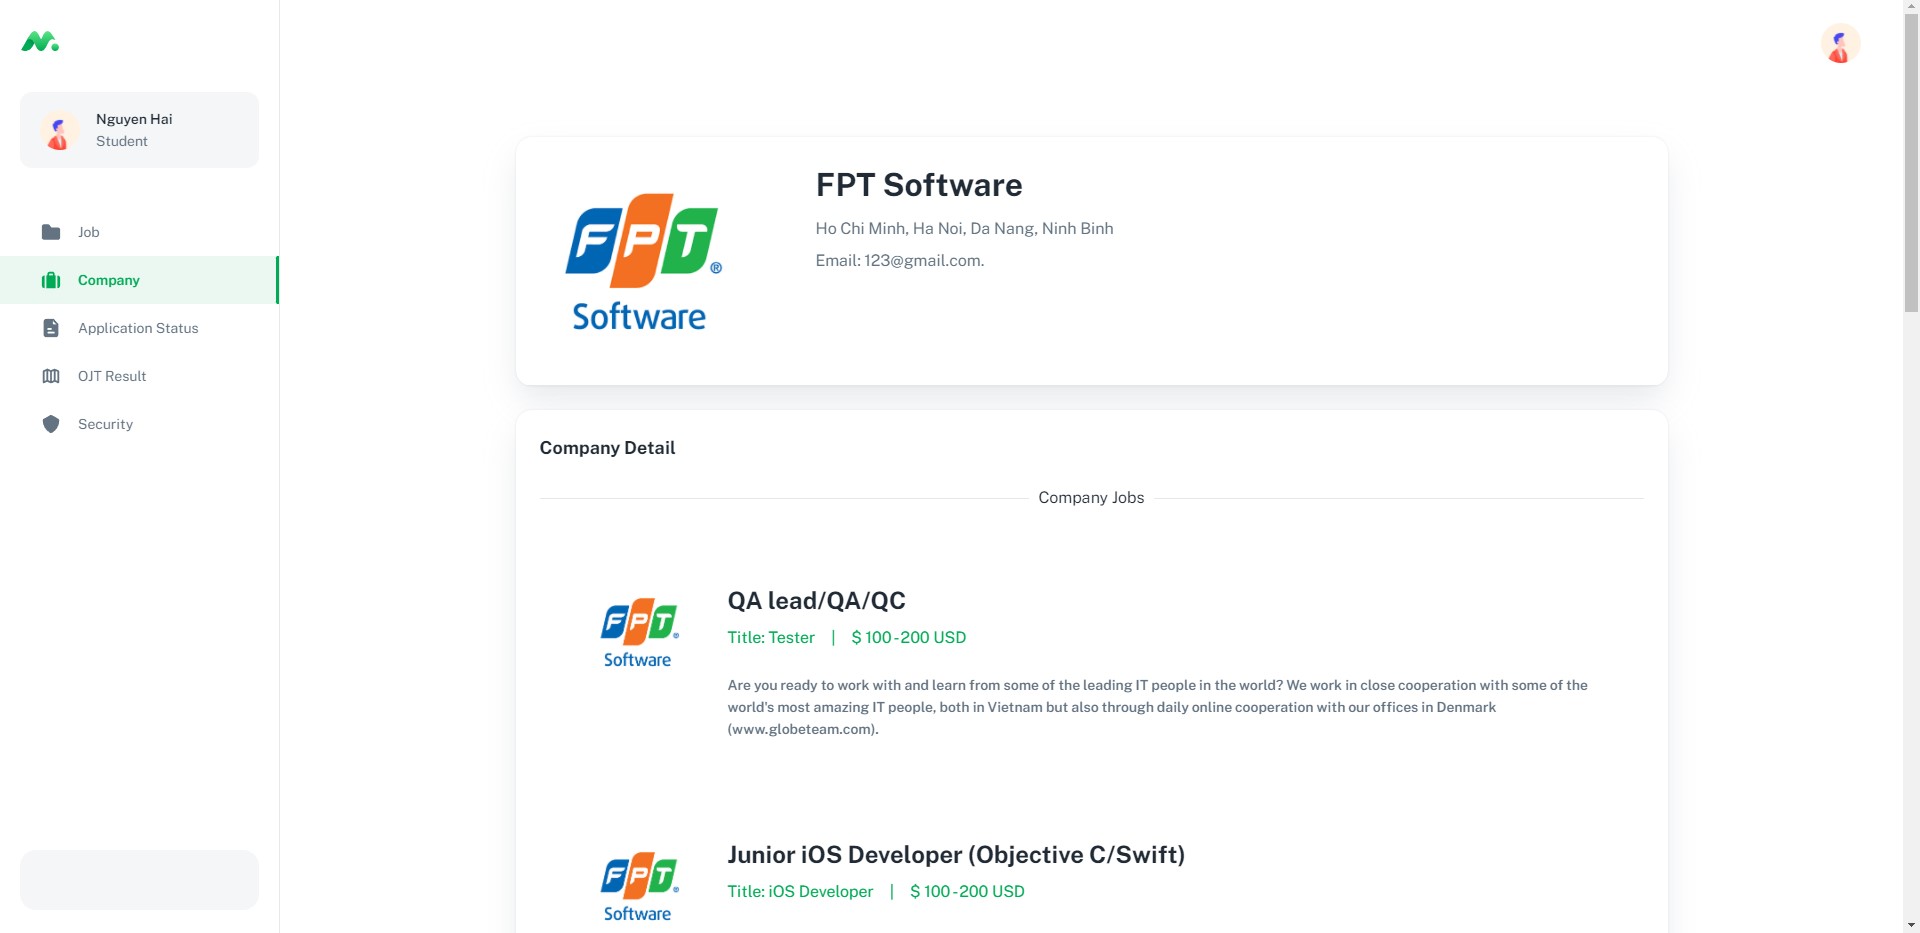 Nguyen Hai
Student
Job
Company
Application Status
OJT Result
Security
FPT®
Software
FPT Software
Ho Chi Minh, Ha Noi, Da Nang, Ninh Binh
Email: 123@gmail.com.
Company Detail
Company Jobs
FPT®
Software
QA lead/QA/QC
Title: Tester | $ 100 - 200 USD
Are you ready to work with and learn from some of the leading IT people in the world? We work in close cooperation with some of the
world's most amazing IT people, both in Vietnam but also through daily online cooperation with our offices in Denmark
(www.globeteam.com).
FPT®
Software
Junior iOS Developer (Objective C/Swift)
Title: iOS Developer | $ 100 - 200 USD